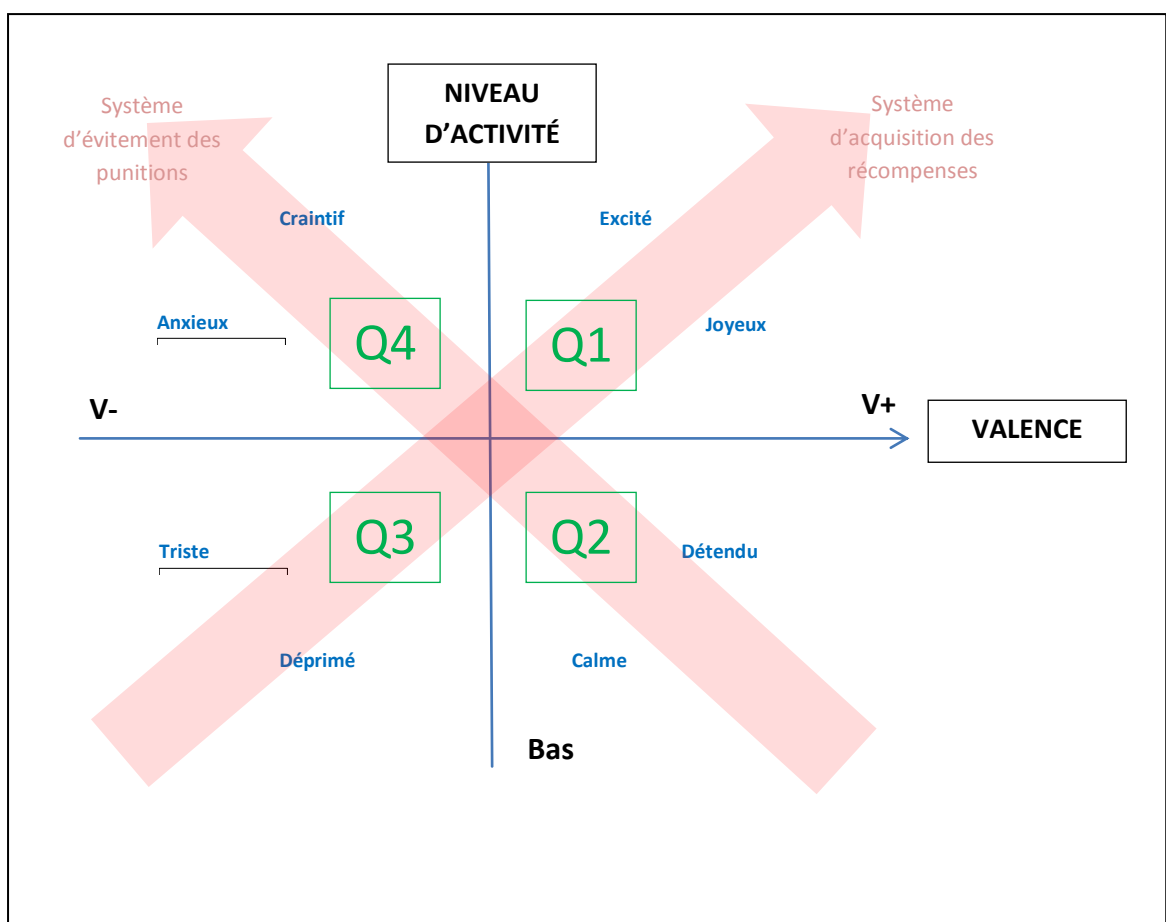 NIVEAU
D'ACTIVITÉ
Système
d'évitement des
punitions
Système
d'acquisition des
récompenses
Craintif
Excité
Anxieux
Q4
Q1
Joyeux
V-
V+
VALENCE
Triste
Q3
Q2
Détendu
Déprimé
Calme
Bas